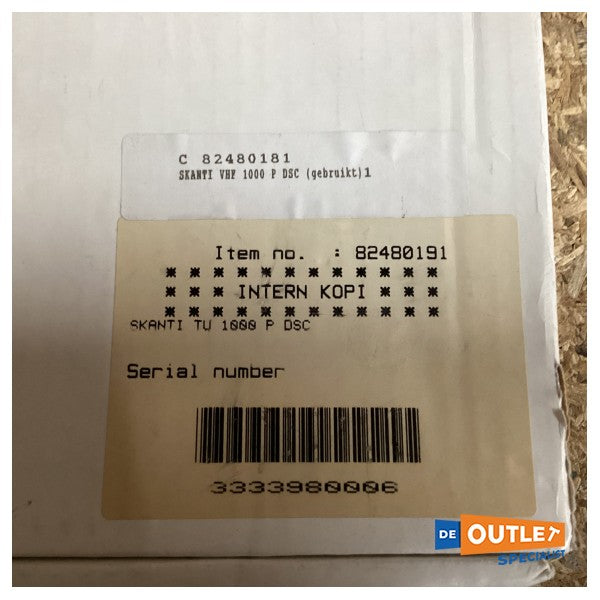 C 82480181
SKANTI VHF 1000 P DSC (gebruikt)1
Item no. : 82480191
* * * * * * * * * * *
* * * INTERN KOPI * * *
* * * * * * * * * * *
SKANTI TU 1000 P DSC
Serial number
3333980006
DE OUTLET
SPECIALIST